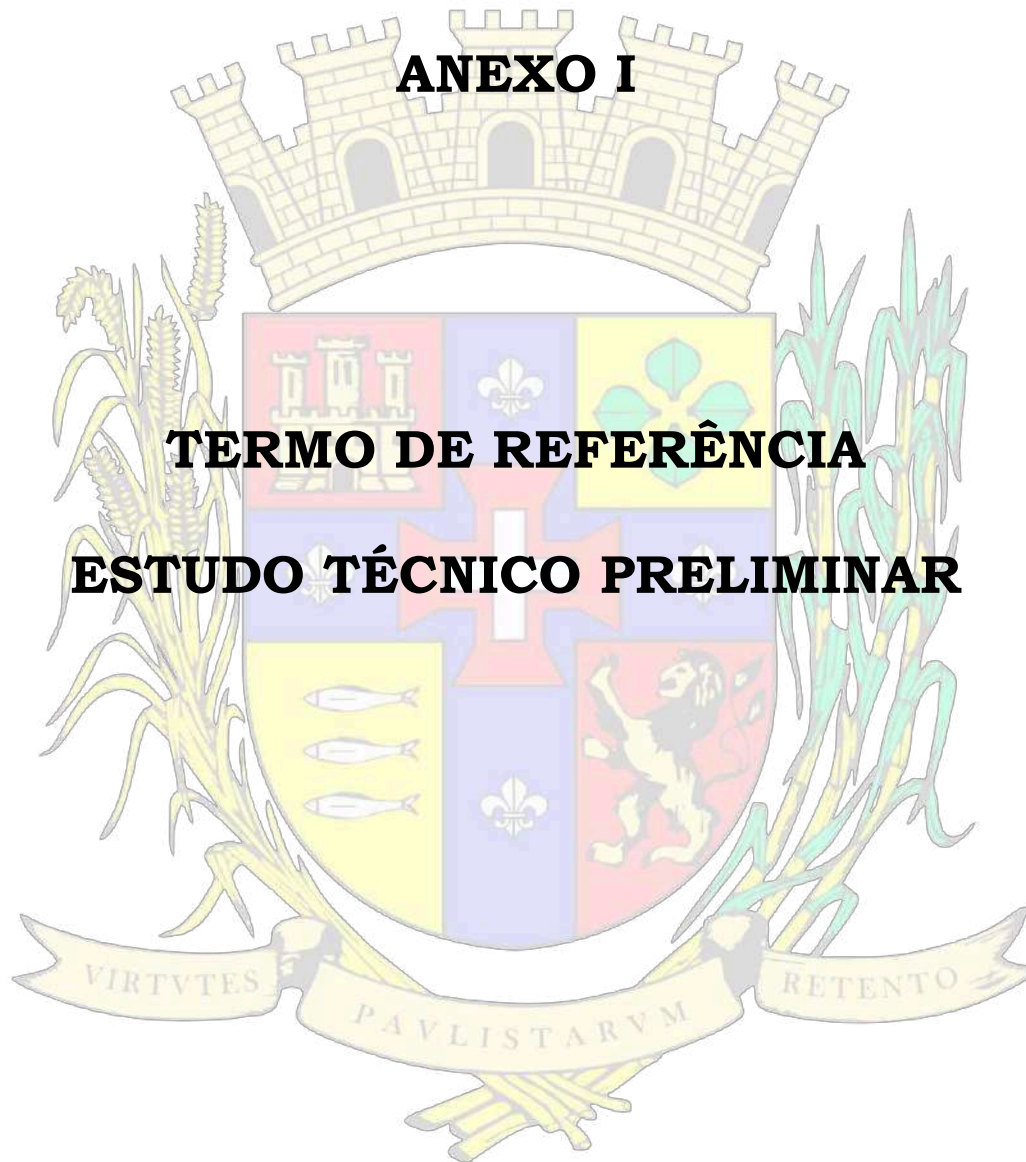 ANEXO I
TERMO DE REFERÊNCIA
ESTUDO TÉCNICO PRELIMINAR
VIRTVTES PAVLISTARVM RETENTO